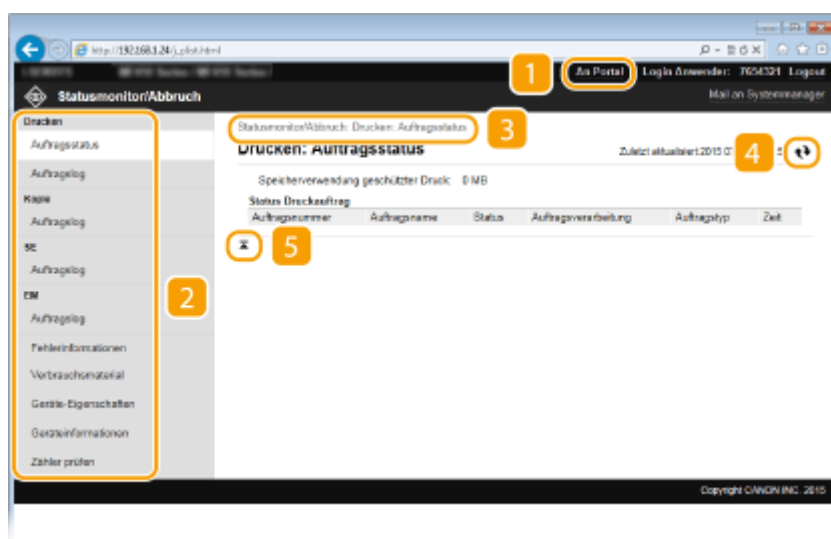 http://192.168.1.24/j_plist.html
1
An Portal Login Anwender: 7654321 Logout
Statusmonitor/Abbruch
Mail an Systemmanager
Drucken
Statusmonitor/Abbruch: Drucken: Auftragsstatus
3
Auftragsstatus
Drucken: Auftragsstatus
Zuletzt aktualisiert:2015 0
4
Auftragslog
Speicherverwendung geschützter Druck: 0 MB
Kopie
Status Druckauftrag
Auftragslog
Auftragsnummer Auftragsname Status Auftragsverarbeitung Auftragstyp Zeit
SE
5
Auftragslog
EM
2
Auftragslog
Fehlerinformationen
Verbrauchsmaterial
Geräte-Eigenschaften
Geräteinformationen
Zähler prüfen
Copyright CANON INC. 2015